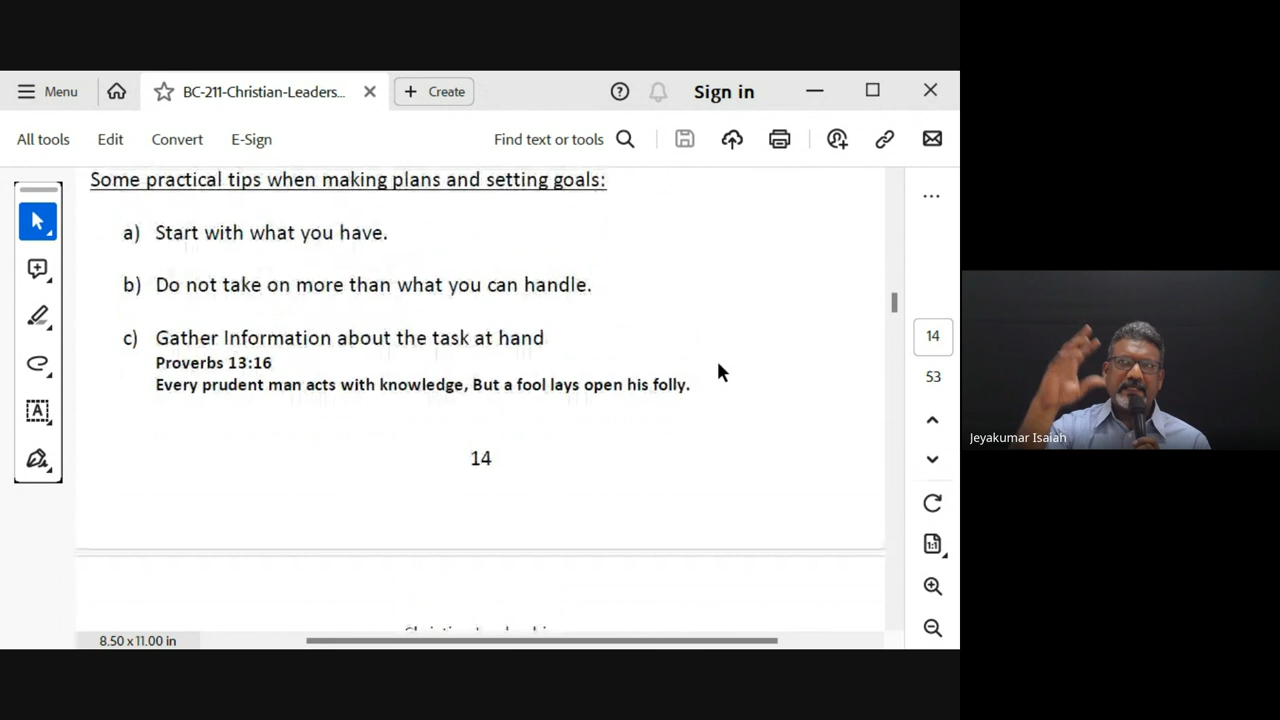 Menu
BC-211-Christian-Leaders...
Create
Sign in
All tools
Edit
Convert
E-Sign
Find text or tools
Some practical tips when making plans and setting goals:
a) Start with what you have.
b) Do not take on more than what you can handle.
c) Gather Information about the task at hand
Proverbs 13:16
Every prudent man acts with knowledge, But a fool lays open his folly.
14
14
53
1:1
8.50 x 11.00 in
Jeyakumar Isaiah